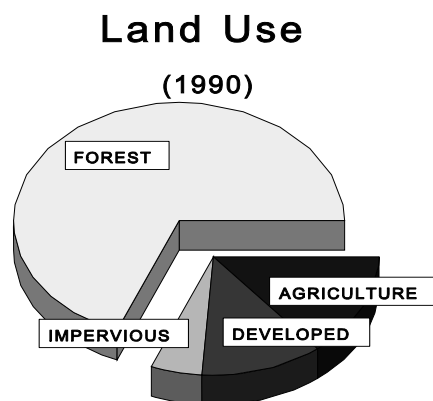 Land Use
(1990)
FOREST
AGRICULTURE
IMPERVIOUS
DEVELOPED